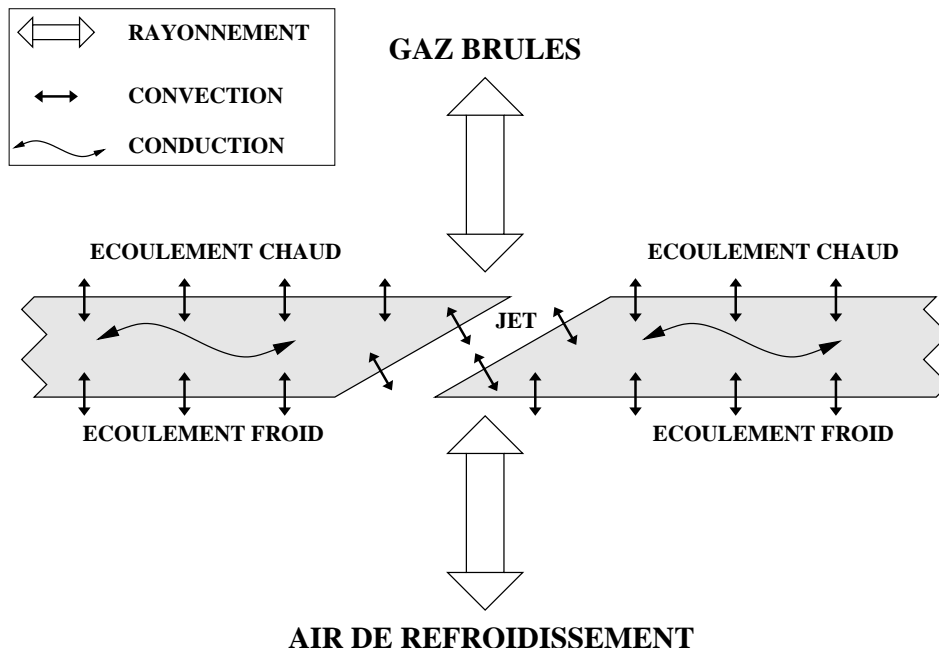 RAYONNEMENT
CONVECTION
CONDUCTION
GAZ BRULES
ECOULEMENT CHAUD
ECOULEMENT CHAUD
JET
ECOULEMENT FROID
ECOULEMENT FROID
AIR DE REFROIDISSEMENT